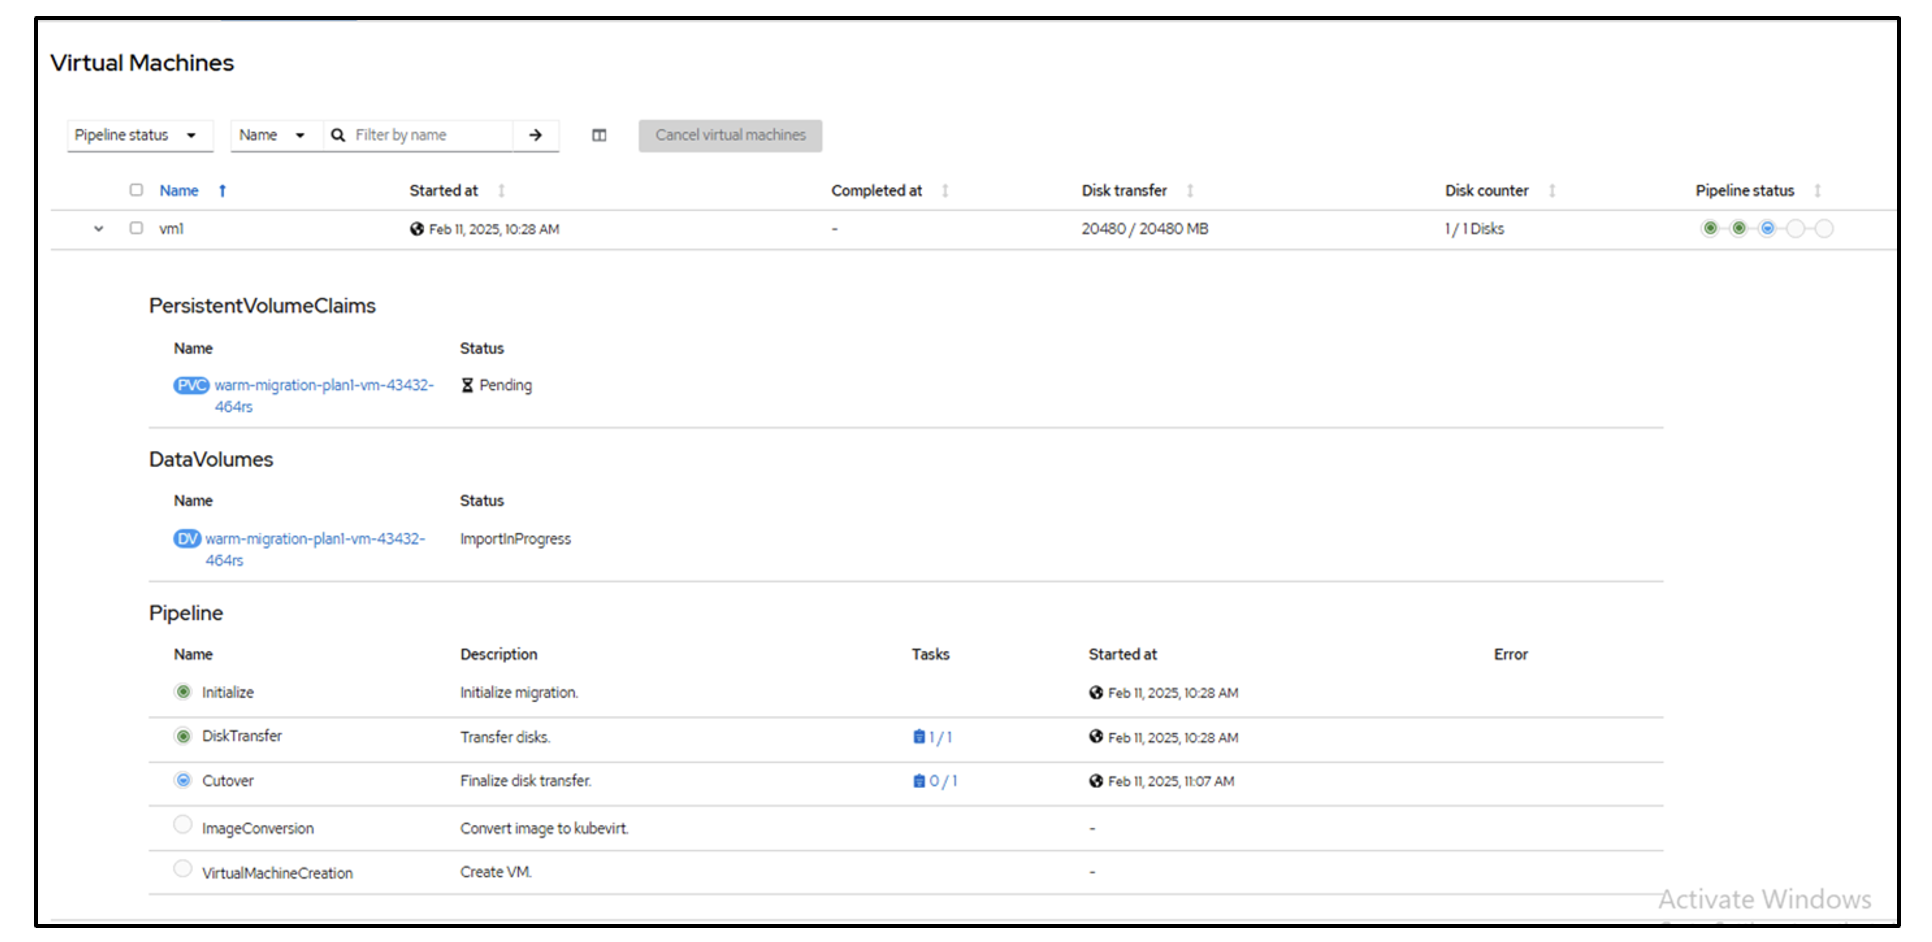 Virtual Machines
Pipeline status Name Filter by name Cancel virtual machines
Name Started at Completed at Disk transfer Disk counter Pipeline status
vm1 Feb 11, 2025, 10:28 AM - 20480 / 20480 MB 1 / 1 Disks
PersistentVolumeClaims
Name Status
PVC warm-migration-plan1-vm-43432- Pending
464rs
DataVolumes
Name Status
DV warm-migration-plan1-vm-43432- ImportInProgress
464rs
Pipeline
Name Description Tasks Started at Error
Initialize Initialize migration. Feb 11, 2025, 10:28 AM
DiskTransfer Transfer disks. 1 / 1 Feb 11, 2025, 10:28 AM
Cutover Finalize disk transfer. 0 / 1 Feb 11, 2025, 11:07 AM
ImageConversion Convert image to kubevirt. -
VirtualMachineCreation Create VM. -
Activate Windows